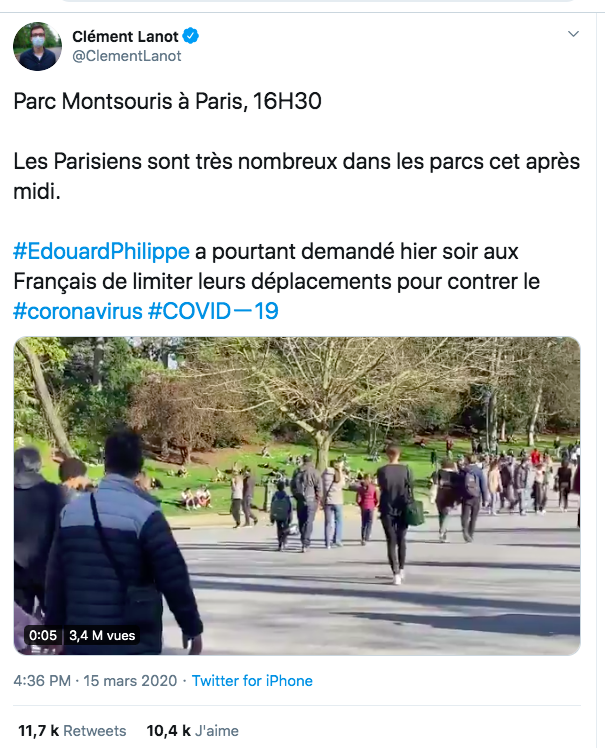 Clément Lanot
@ClementLanot
Parc Montsouris à Paris, 16H30
Les Parisiens sont très nombreux dans les parcs cet après
midi.
#EdouardPhilippe a pourtant demandé hier soir aux
Français de limiter leurs déplacements pour contrer le
#coronavirus #COVID—19
0:05 3,4 M vues
4:36 PM · 15 mars 2020 · Twitter for iPhone
11,7 k Retweets 10,4 k J'aime